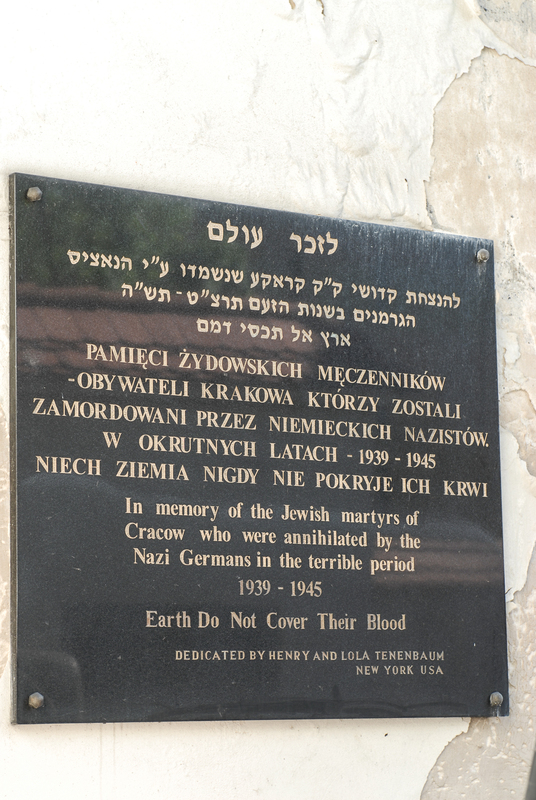 לזכר עולם
להנצחת קדושי ק״ק קראקע שנשמדו ע״י הנאציס
הגרמנים בשנות הזעם תרצ״ט - תש״ה
ארץ אל תכסי דמם
PAMIĘCI ŻYDOWSKICH MĘCZENNIKÓW
-OBYWATELI KRAKOWA KTÓRZY ZOSTALI
ZAMORDOWANI PRZEZ NIEMIECKICH NAZISTÓW.
W OKRUTNYCH LATACH - 1939 - 1945
NIECH ZIEMIA NIGDY NIE POKRYJE ICH KRWI
In memory of the Jewish martyrs of
Cracow who were annihilated by the
Nazi Germans in the terrible period
1939 - 1945
Earth Do Not Cover Their Blood
DEDICATED BY HENRY AND LOLA TENENBAUM
NEW YORK USA